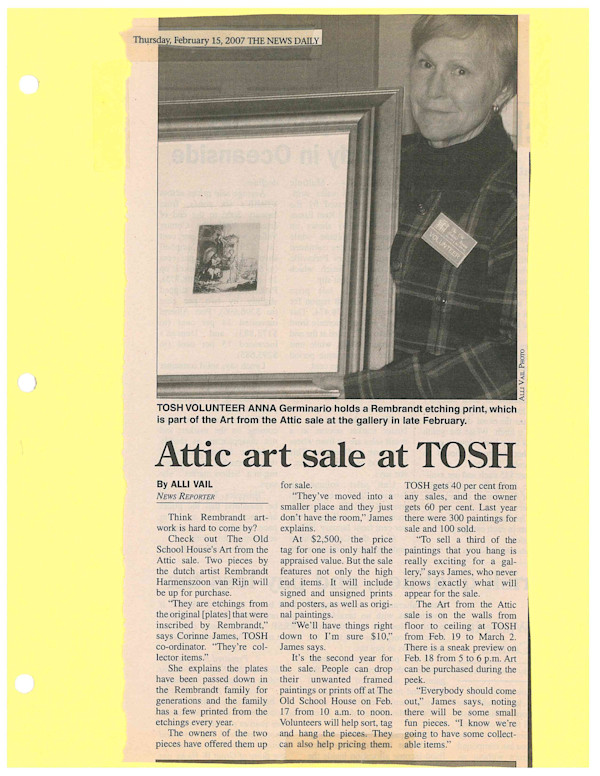 Thursday, February 15, 2007 THE NEWS DAILY
VOLUNTEER
ALLI VAIL PHOTO
TOSH VOLUNTEER ANNA Germinario holds a Rembrandt etching print, which
is part of the Art from the Attic sale at the gallery in late February.
Attic art sale at TOSH
By ALLI VAIL
NEWS REPORTER
Think Rembrandt art-
work is hard to come by?
Check out The Old
School House's Art from the
Attic sale. Two pieces by
the dutch artist Rembrandt
Harmenszoon van Rijn will
be up for purchase.
"They are etchings from
the original [plates] that were
inscribed by Rembrandt,"
says Corinne James, TOSH
co-ordinator. "They're col-
lector items."
She explains the plates
have been passed down in
the Rembrandt family for
generations and the family
has a few printed from the
etchings every year.
The owners of the two
pieces have offered them up
for sale.
"They've moved into a
smaller place and they just
don't have the room," James
explains.
At $2,500, the price
tag for one is only half the
appraised value. But the sale
features not only the high
end items. It will include
signed and unsigned prints
and posters, as well as origi-
nal paintings.
"We'll have things right
down to I'm sure $10,"
James says.
It's the second year for
the sale. People can drop
their unwanted framed
paintings or prints off at The
Old School House on Feb.
17 from 10 a.m. to noon.
Volunteers will help sort, tag
and hang the pieces. They
can also help pricing them.
TOSH gets 40 per cent from
any sales, and the owner
gets 60 per cent. Last year
there were 300 paintings for
sale and 100 sold.
"To sell a third of the
paintings that you hang is
really exciting for a gal-
lery," says James, who never
knows exactly what will
appear for the sale.
The Art from the Attic
sale is on the walls from
floor to ceiling at TOSH
from Feb. 19 to March 2.
There is a sneak preview on
Feb. 18 from 5 to 6 p.m. Art
can be purchased during the
peek.
"Everybody should come
out," James says, noting
there will be some small
fun pieces. "I know we're
going to have some collect-
able items."